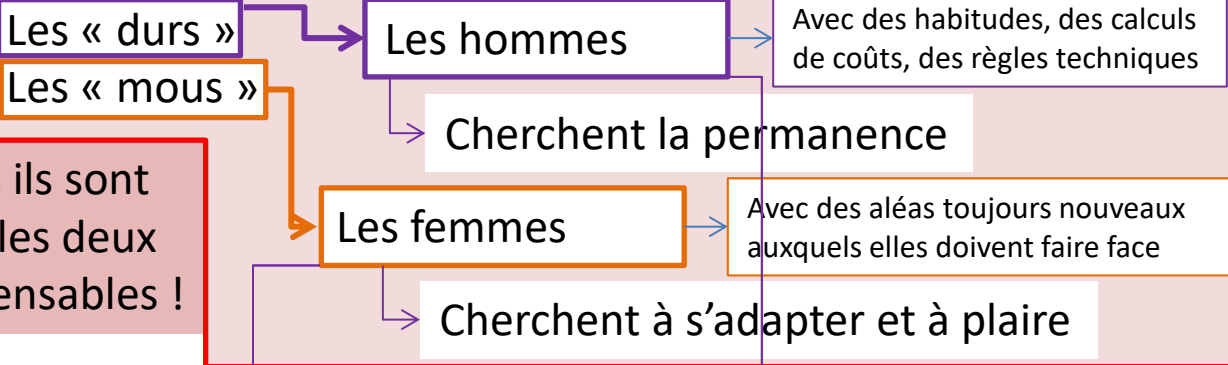 Les « durs »
Les hommes
Avec des habitudes, des calculs
de coûts, des règles techniques
Les « mous »
Cherchent la permanence
ils sont
les deux
ensables !
Les femmes
Avec des aléas toujours nouveaux
auxquels elles doivent faire face
Cherchent à s’adapter et à plaire